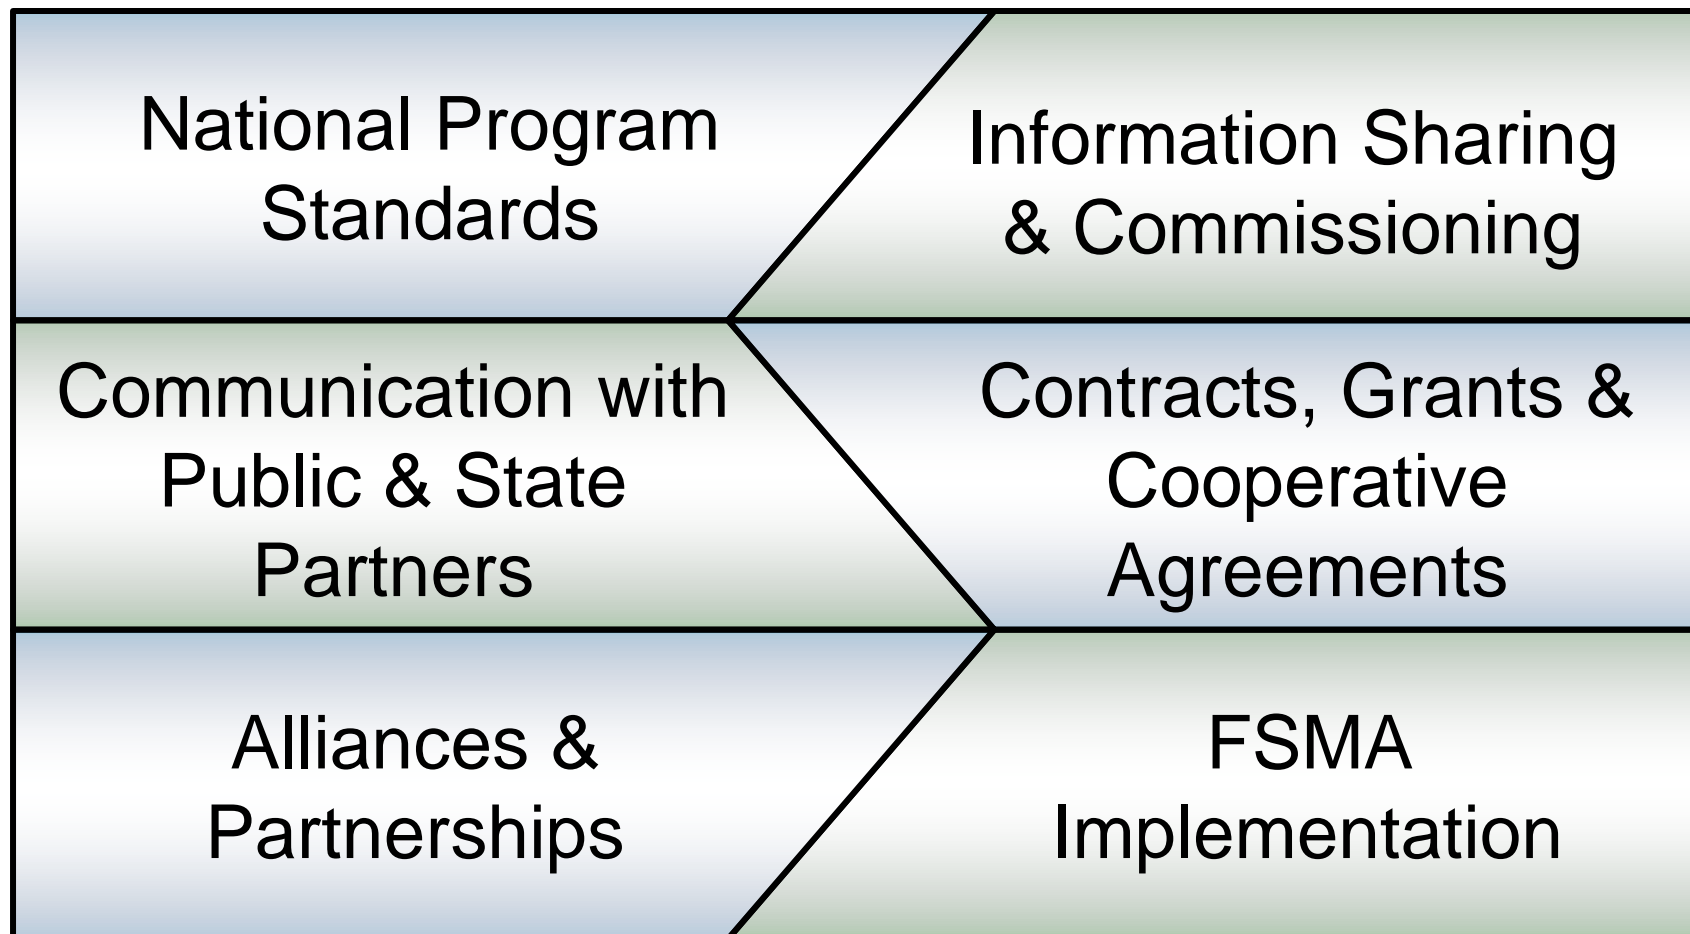 National Program
Standards
Information Sharing
& Commissioning
Communication with
Public & State
Partners
Contracts, Grants &
Cooperative
Agreements
Alliances &
Partnerships
FSMA
Implementation